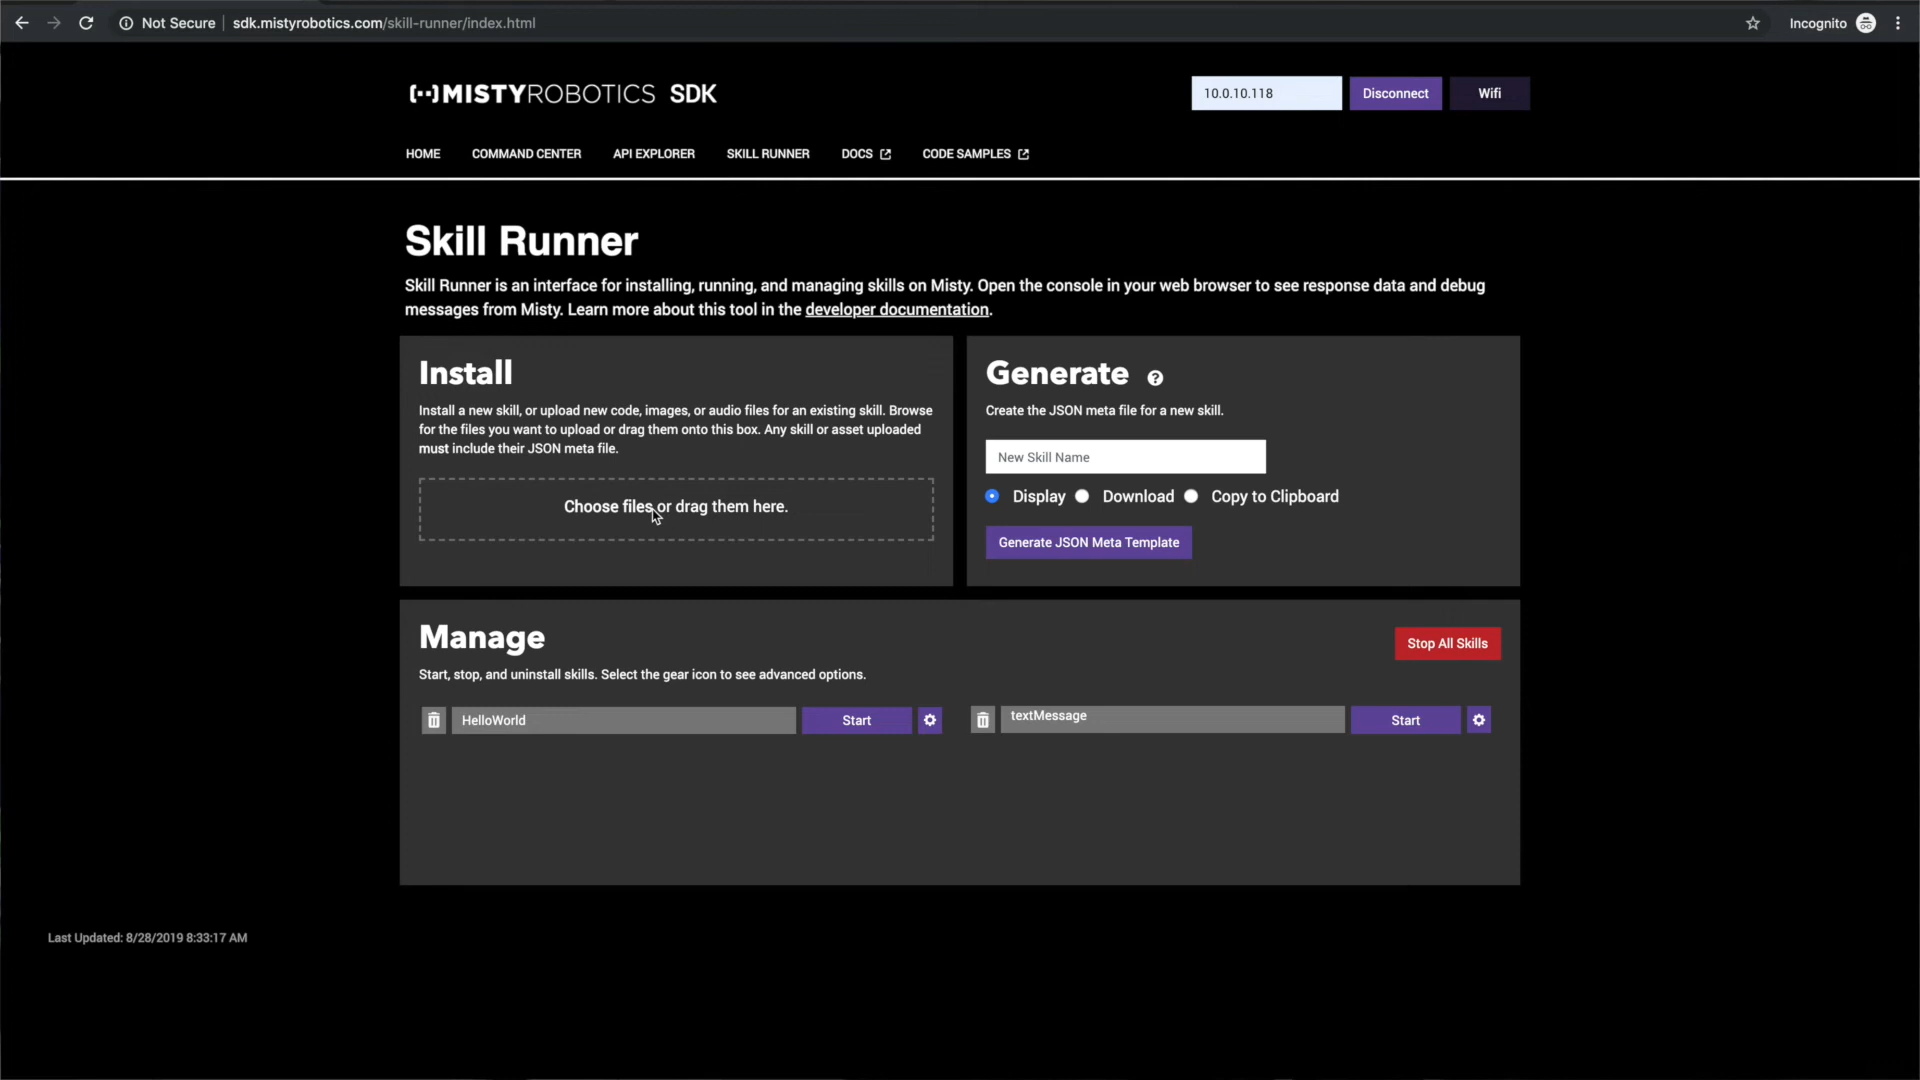 Not Secure sdk.mistyrobotics.com/skill-runner/index.html Incognito
MISTYROBOTICS SDK
10.0.10.118 Disconnect Wifi
HOME COMMAND CENTER API EXPLORER SKILL RUNNER DOCS CODE SAMPLES
Skill Runner
Skill Runner is an interface for installing, running, and managing skills on Misty. Open the console in your web browser to see response data and debug
messages from Misty. Learn more about this tool in the developer documentation.
Install
Install a new skill, or upload new code, images, or audio files for an existing skill. Browse
for the files you want to upload or drag them onto this box. Any skill or asset uploaded
must include their JSON meta file.
Choose files or drag them here.
Generate ?
Create the JSON meta file for a new skill.
New Skill Name
Display Download Copy to Clipboard
Generate JSON Meta Template
Manage
Stop All Skills
Start, stop, and uninstall skills. Select the gear icon to see advanced options.
HelloWorld Start textMessage Start
Last Updated: 8/28/2019 8:33:17 AM